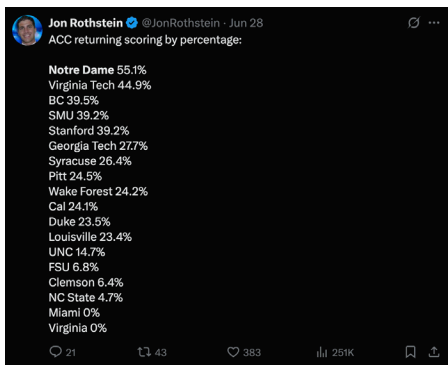 Jon Rothstein @JonRothstein · Jun 28
ACC returning scoring by percentage:
Notre Dame 55.1%
Virginia Tech 44.9%
BC 39.5%
SMU 39.2%
Stanford 39.2%
Georgia Tech 27.7%
Syracuse 26.4%
Pitt 24.5%
Wake Forest 24.2%
Cal 24.1%
Duke 23.5%
Louisville 23.4%
UNC 14.7%
FSU 6.8%
Clemson 6.4%
NC State 4.7%
Miami 0%
Virginia 0%
21 43 383 251K